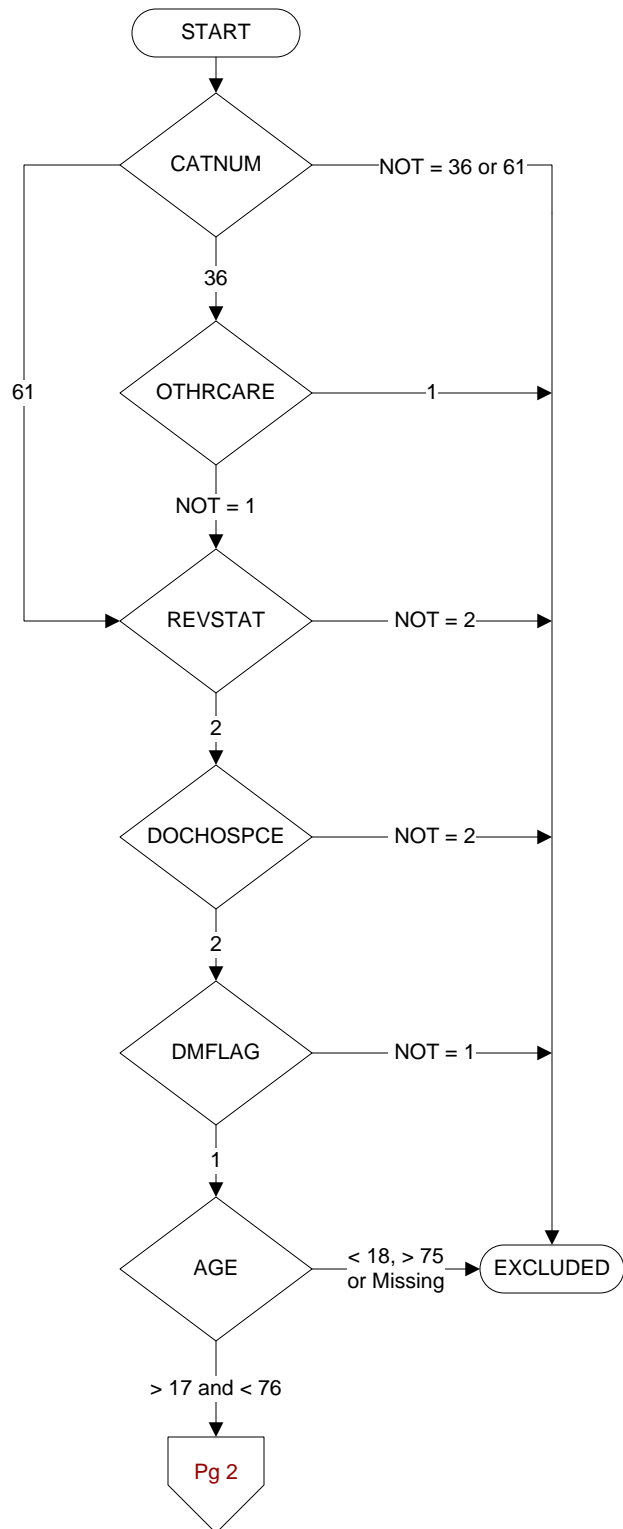 START
CATNUM
NOT = 36 or 61
36
61
OTHRCARE
1
NOT = 1
REVSTAT
NOT = 2
2
DOCHOSPCE
NOT = 2
2
DMFLAG
NOT = 1
1
AGE
< 18, > 75
or Missing
EXCLUDED
> 17 and < 76
Pg 2